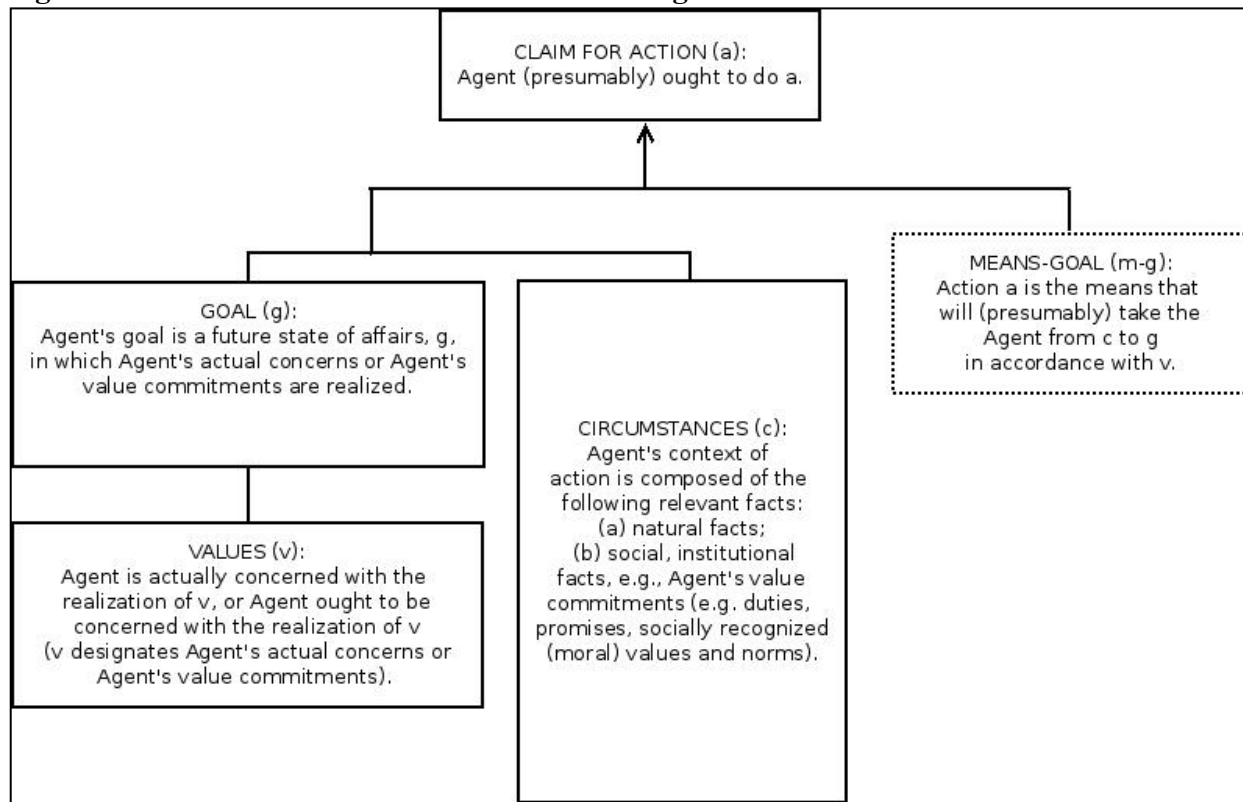 CLAIM FOR ACTION (a):
Agent (presumably) ought to do a.
GOAL (g):
Agent's goal is a future state of affairs, g,
in which Agent's actual concerns or Agent's
value commitments are realized.
VALUES (v):
Agent is actually concerned with the
realization of v, or Agent ought to be
concerned with the realization of v
(v designates Agent's actual concerns or
Agent's value commitments).
CIRCUMSTANCES (c):
Agent's context of
action is composed of the
following relevant facts:
(a) natural facts;
(b) social, institutional
facts, e.g., Agent's value
commitments (e.g. duties,
promises, socially recognized
(moral) values and norms).
MEANS-GOAL (m-g):
Action a is the means that
will (presumably) take the
Agent from c to g
in accordance with v.